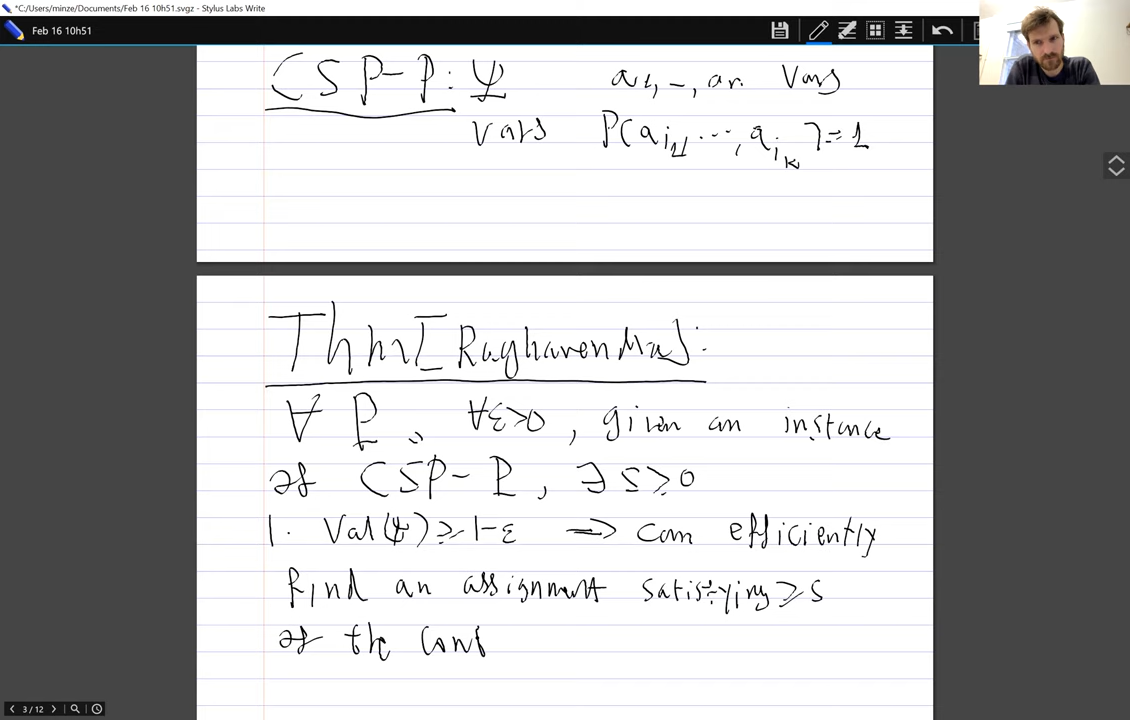 *C:/Users/minze/Documents/Feb 16 10h51.svgz - Stylus Labs Write
Feb 16 10h51
CSP-P: Ψ a1, -, an vars
vars P(ai1, ..., aik) = 1
Thm [Raghavendra]:
∀ P, ∀ε>0, given an instance
of CSP-P, ∃ s≥0
1. Val(Ψ) ≥ 1-ε ⇒ can efficiently
find an assignment satisfying ≥ s
of the cons
3 / 12